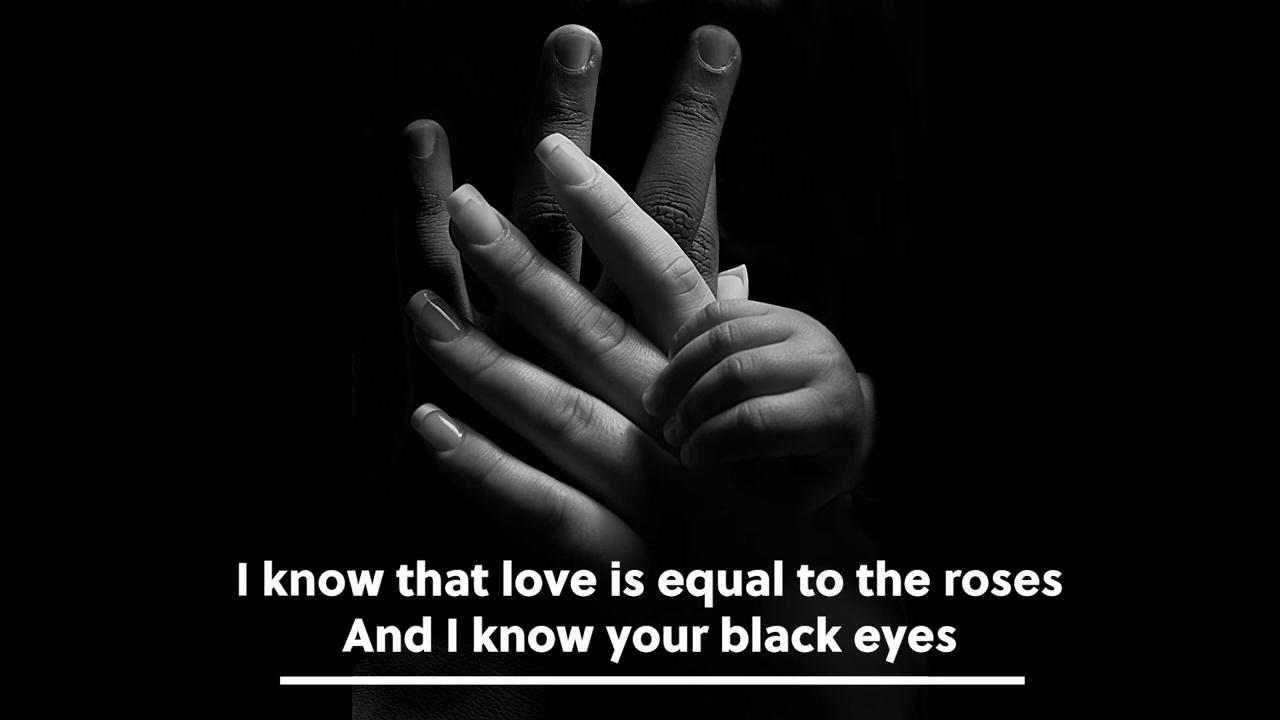 I know that love is equal to the roses
And I know your black eyes